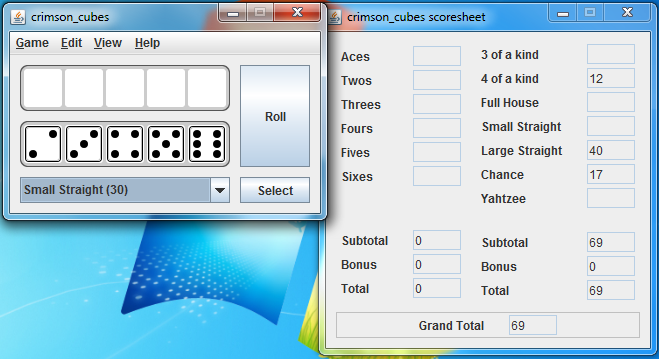 crimson_cubes
Game Edit View Help
Roll
Small Straight (30)
Select
crimson_cubes scoresheet
Aces
Twos
Threes
Fours
Fives
Sixes
Subtotal 0
Bonus 0
Total 0
3 of a kind
4 of a kind 12
Full House
Small Straight
Large Straight 40
Chance 17
Yahtzee
Subtotal 69
Bonus 0
Total 69
Grand Total 69